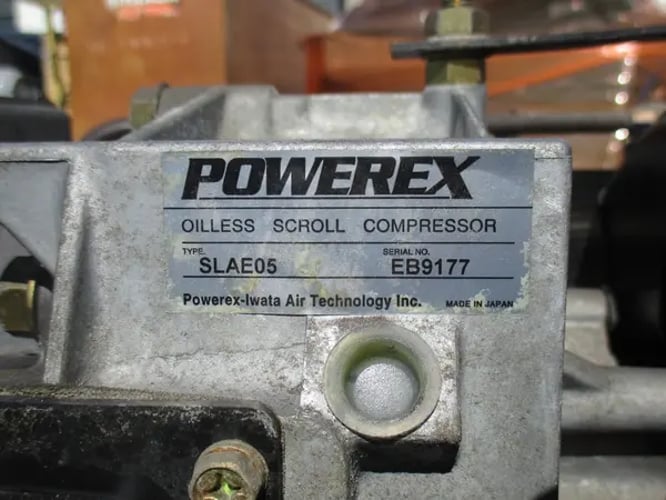 POWEREX
OILLESS SCROLL COMPRESSOR
TYPE. SERIAL NO.
SLAE05 EB9177
Powerex-Iwata Air Technology Inc. MADE IN JAPAN